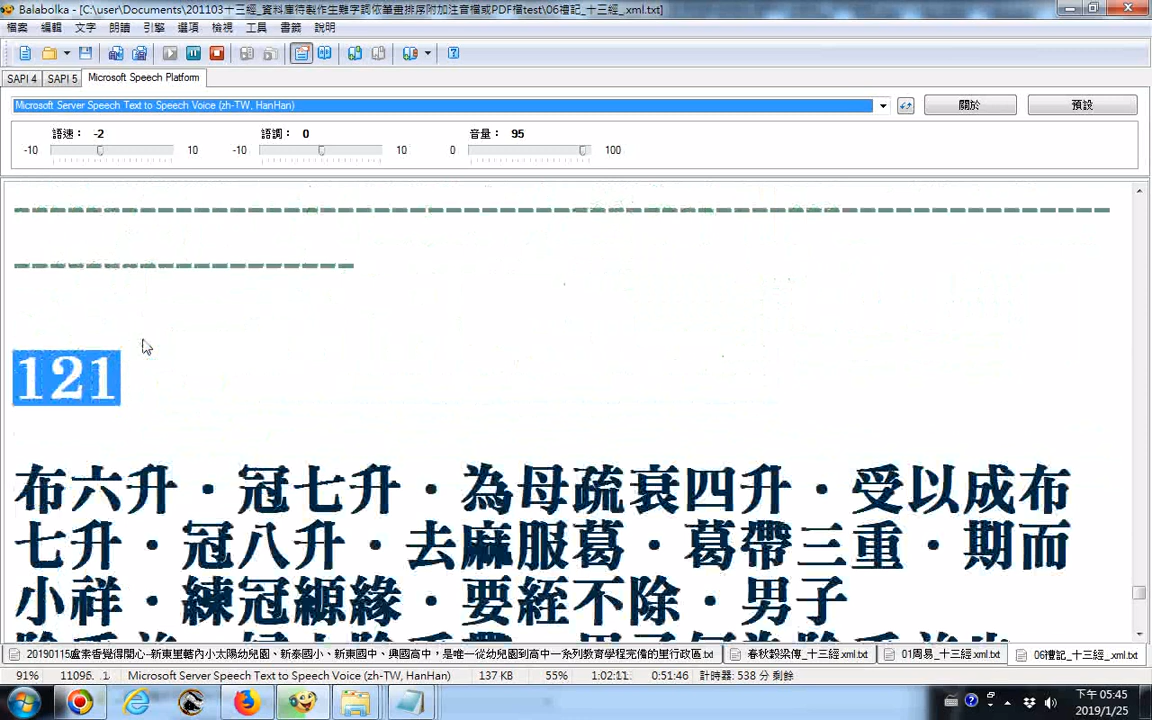 Balabolka - [C:\user\Documents\201103十三經_資料庫待製作生難字詞依筆畫排序附加注音檔或PDF檔test\06禮記_十三經_.xml.txt]
檔案 編輯 文字 朗讀 引擎 選項 檢視 工具 書籤 說明
SAPI 4 SAPI 5 Microsoft Speech Platform
Microsoft Server Speech Text to Speech Voice (zh-TW, HanHan) 關於 預設
語速： -2 語調： 0 音量： 95
-10 10 -10 10 0 100
121
布六升．冠七升．為母疏衰四升．受以成布
七升．冠八升．去麻服葛．葛帶三重．期而
小祥．練冠縓緣．要絰不除．男子
20190115盧素香覺得開心--新東里轄內小太陽幼兒園、新泰國小、新東國中、興國高中，是唯一從幼兒園到高中一系列教育學程完備的里行政區.txt 春秋穀梁傳_十三經_.xml.txt 01周易_十三經_.xml.txt 06禮記_十三經_.xml.txt
91% 11095. .1. Microsoft Server Speech Text to Speech Voice (zh-TW, HanHan) 137 KB 55% 1:02:11. 0:51:46 計時器: 538 分 剩餘
下午 05:45
2019/1/25